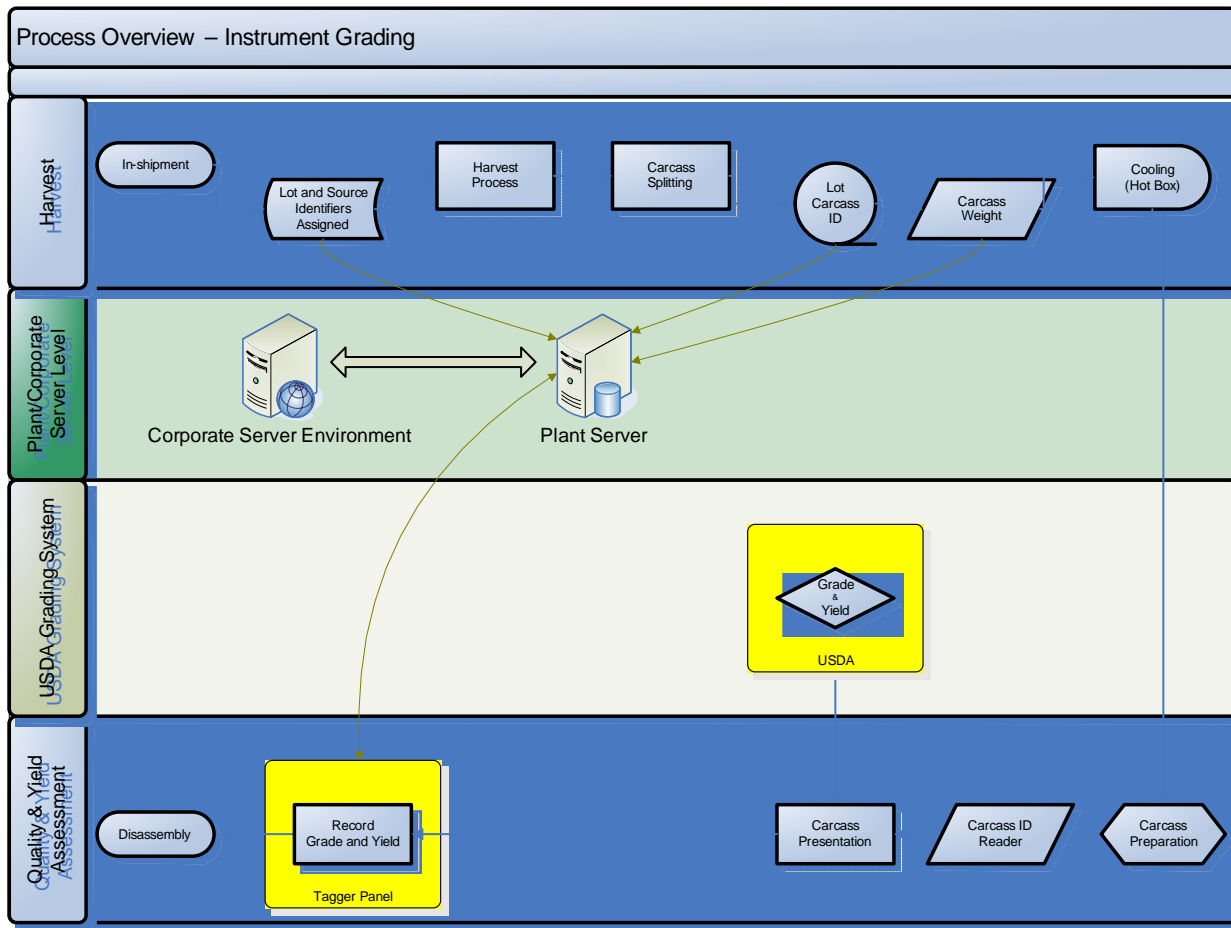 Process Overview – Instrument Grading
Harvest
In-shipment
Lot and Source
Identifiers
Assigned
Harvest
Process
Carcass
Splitting
Lot
Carcass
ID
Carcass
Weight
Cooling
(Hot Box)
Plant/Corporate
Server Level
Corporate Server Environment
Plant Server
USDA Grading System
Grade
&
Yield
USDA
Quality & Yield
Assessment
Disassembly
Record
Grade and Yield
Tagger Panel
Carcass
Presentation
Carcass ID
Reader
Carcass
Preparation